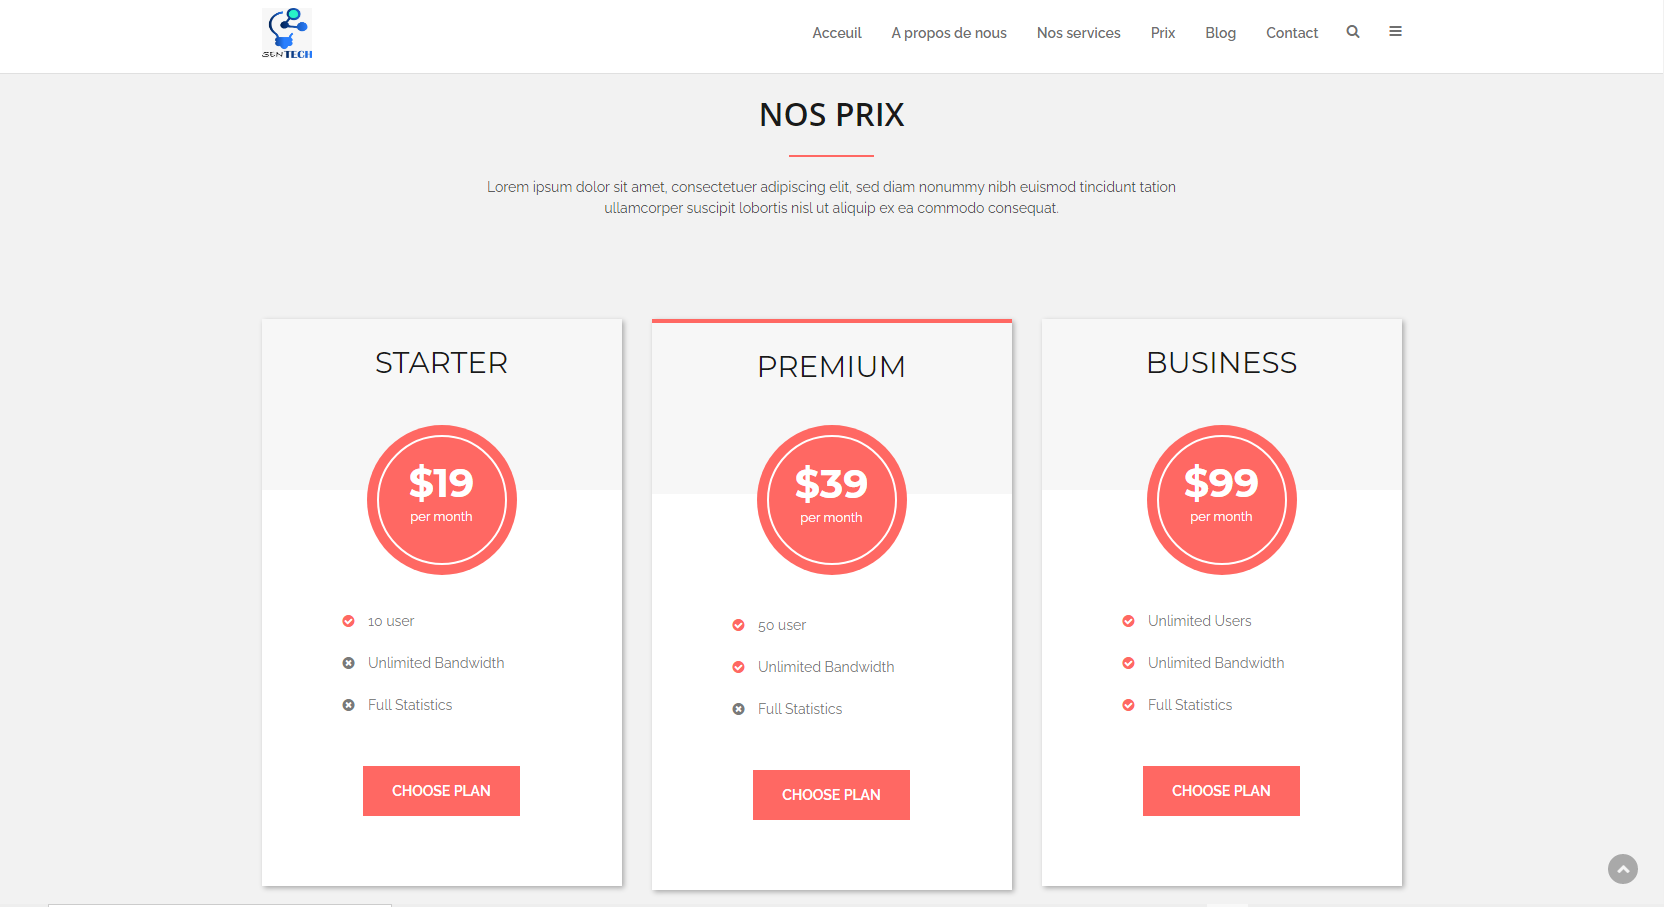 SENTECH
Acceuil
A propos de nous
Nos services
Prix
Blog
Contact
NOS PRIX
Lorem ipsum dolor sit amet, consectetuer adipiscing elit, sed diam nonummy nibh euismod tincidunt tation
ullamcorper suscipit lobortis nisl ut aliquip ex ea commodo consequat.
STARTER
$19
per month
10 user
Unlimited Bandwidth
Full Statistics
CHOOSE PLAN
PREMIUM
$39
per month
50 user
Unlimited Bandwidth
Full Statistics
CHOOSE PLAN
BUSINESS
$99
per month
Unlimited Users
Unlimited Bandwidth
Full Statistics
CHOOSE PLAN